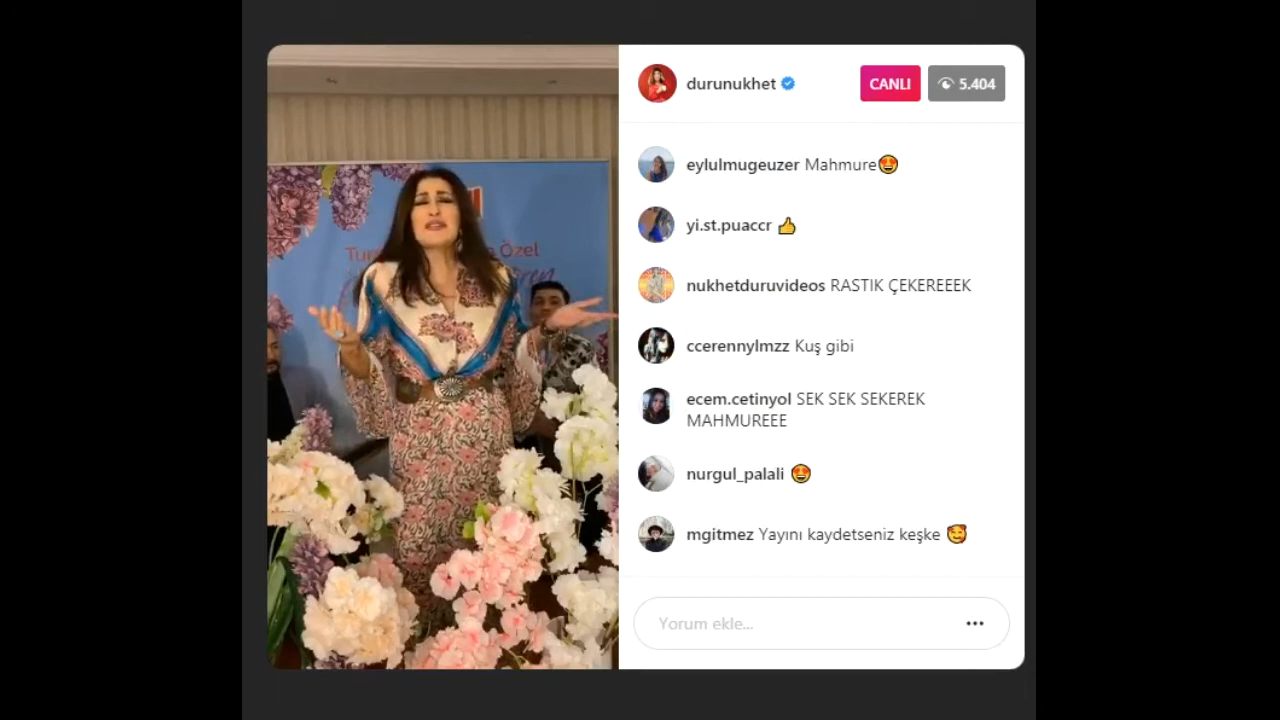 durunukhet
CANLI
5.404
eylulmugeuzer Mahmure😍
yi.st.puaccr 👍
nukhetduruvideos RASTIK ÇEKEREEEK
ccerennylmzz Kuş gibi
ecem.cetinyol SEK SEK SEKEREK
MAHMUREEE
nurgul_palali 😍
mgitmez Yayını kaydetseniz keşke 🥰
Yorum ekle...
Özel